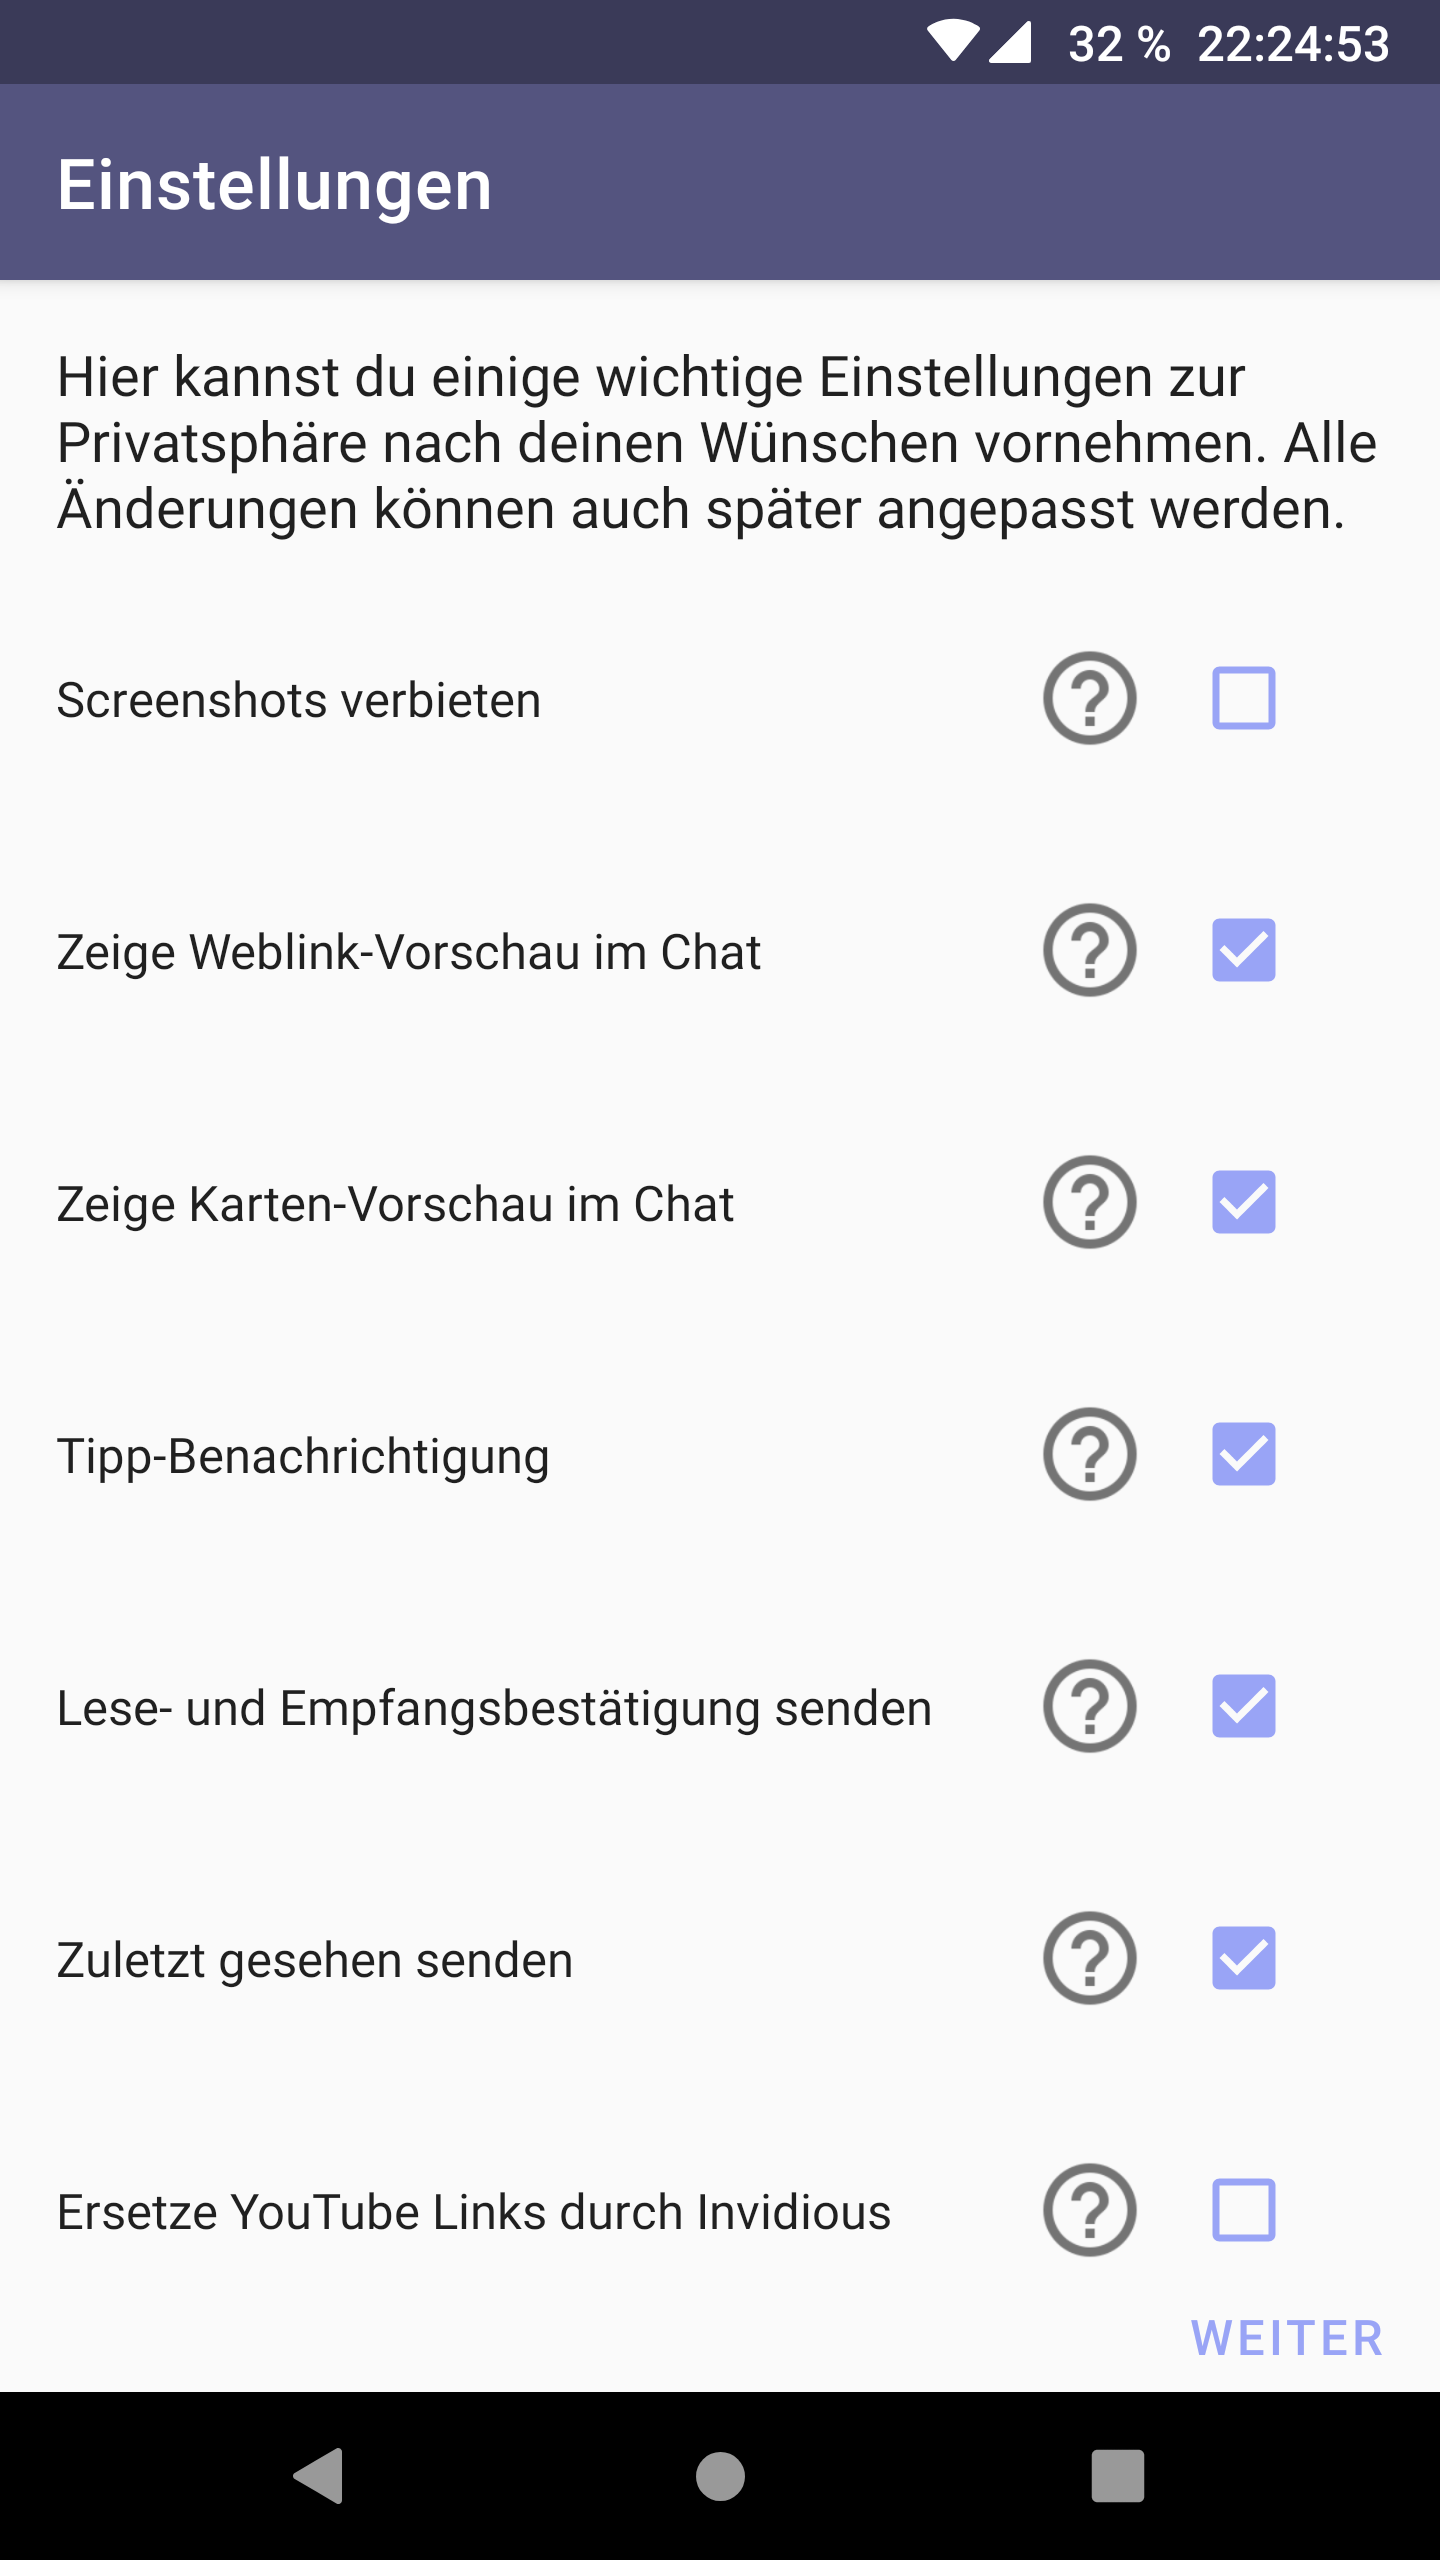 32 % 22:24:53
Einstellungen
Hier kannst du einige wichtige Einstellungen zur
Privatsphäre nach deinen Wünschen vornehmen. Alle
Änderungen können auch später angepasst werden.
Screenshots verbieten
Zeige Weblink-Vorschau im Chat
Zeige Karten-Vorschau im Chat
Tipp-Benachrichtigung
Lese- und Empfangsbestätigung senden
Zuletzt gesehen senden
Ersetze YouTube Links durch Invidious
WEITER